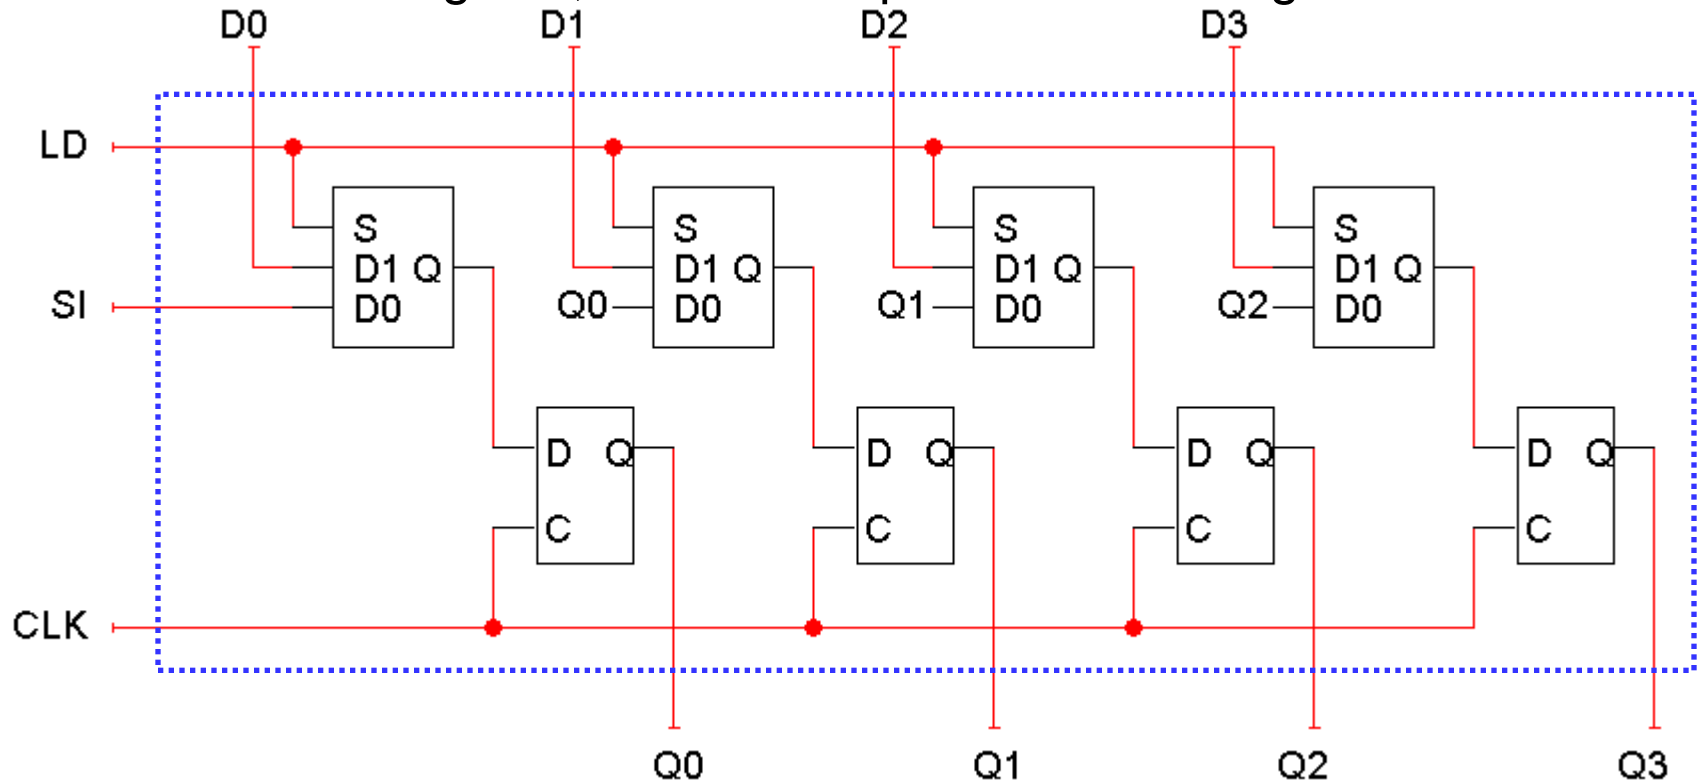 D0 D1 D2 D3
LD
S S S S
D1 Q D1 Q D1 Q D1 Q
SI D0 Q0 D0 Q1 D0 Q2 D0
D Q D Q D Q D Q
C C C C
CLK
Q0 Q1 Q2 Q3